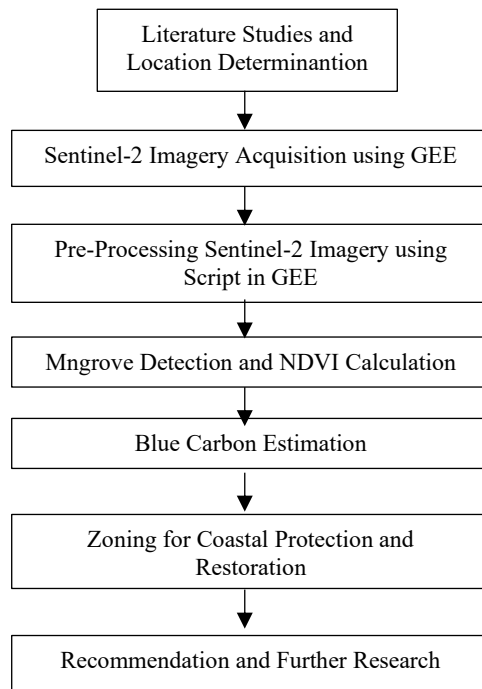 Literature Studies and
Location Determinantion
Sentinel-2 Imagery Acquisition using GEE
Pre-Processing Sentinel-2 Imagery using
Script in GEE
Mngrove Detection and NDVI Calculation
Blue Carbon Estimation
Zoning for Coastal Protection and
Restoration
Recommendation and Further Research